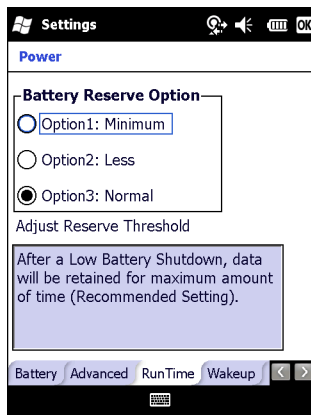 Settings
OK
Power
Battery Reserve Option
Option1: Minimum
Option2: Less
Option3: Normal
Adjust Reserve Threshold
After a Low Battery Shutdown, data
will be retained for maximum amount
of time (Recommended Setting).
Battery Advanced RunTime Wakeup